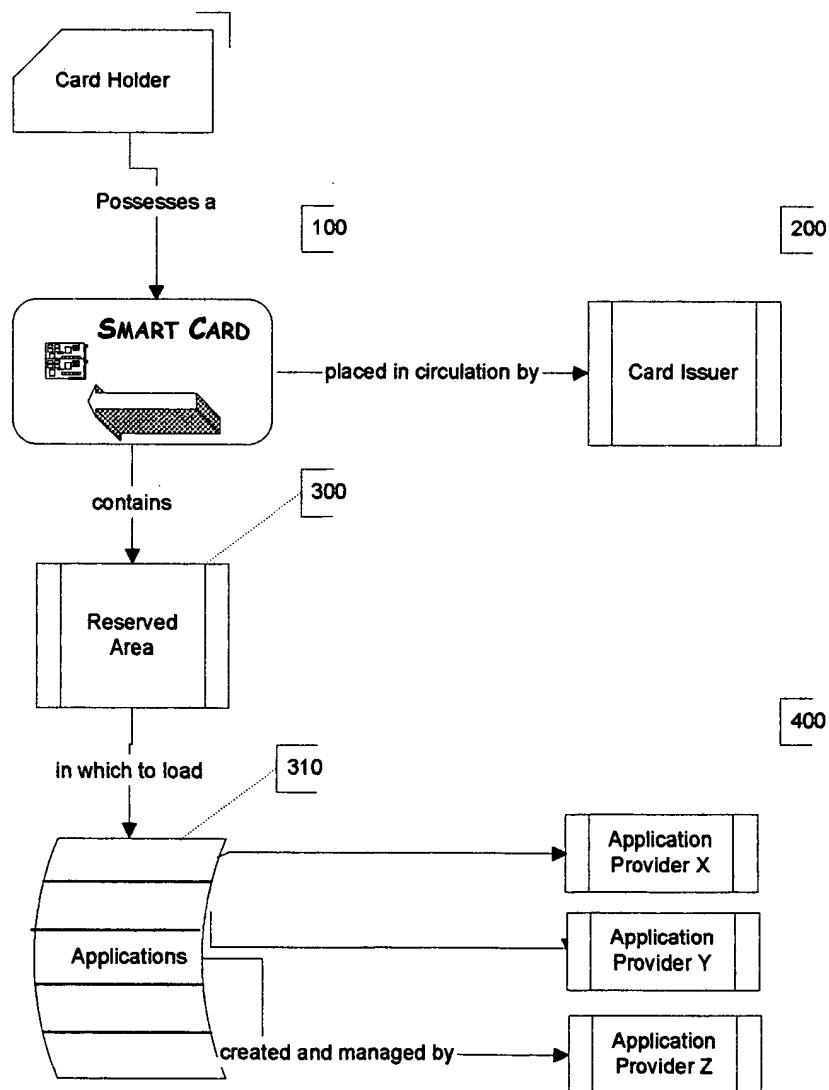 Card Holder
Possesses a
100
200
SMART CARD
placed in circulation by
Card Issuer
contains
300
Reserved
Area
400
in which to load
310
Application
Provider X
Applications
Application
Provider Y
created and managed by
Application
Provider Z